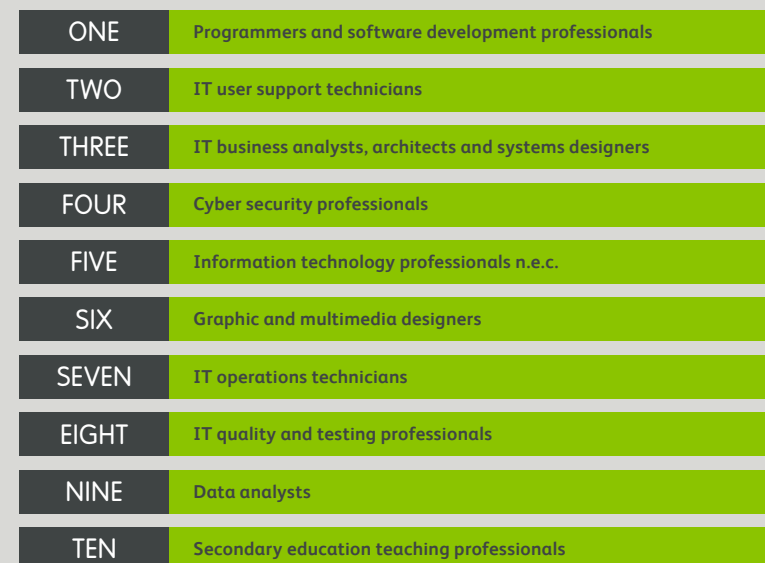 ONE Programmers and software development professionals
TWO IT user support technicians
THREE IT business analysts, architects and systems designers
FOUR Cyber security professionals
FIVE Information technology professionals n.e.c.
SIX Graphic and multimedia designers
SEVEN IT operations technicians
EIGHT IT quality and testing professionals
NINE Data analysts
TEN Secondary education teaching professionals